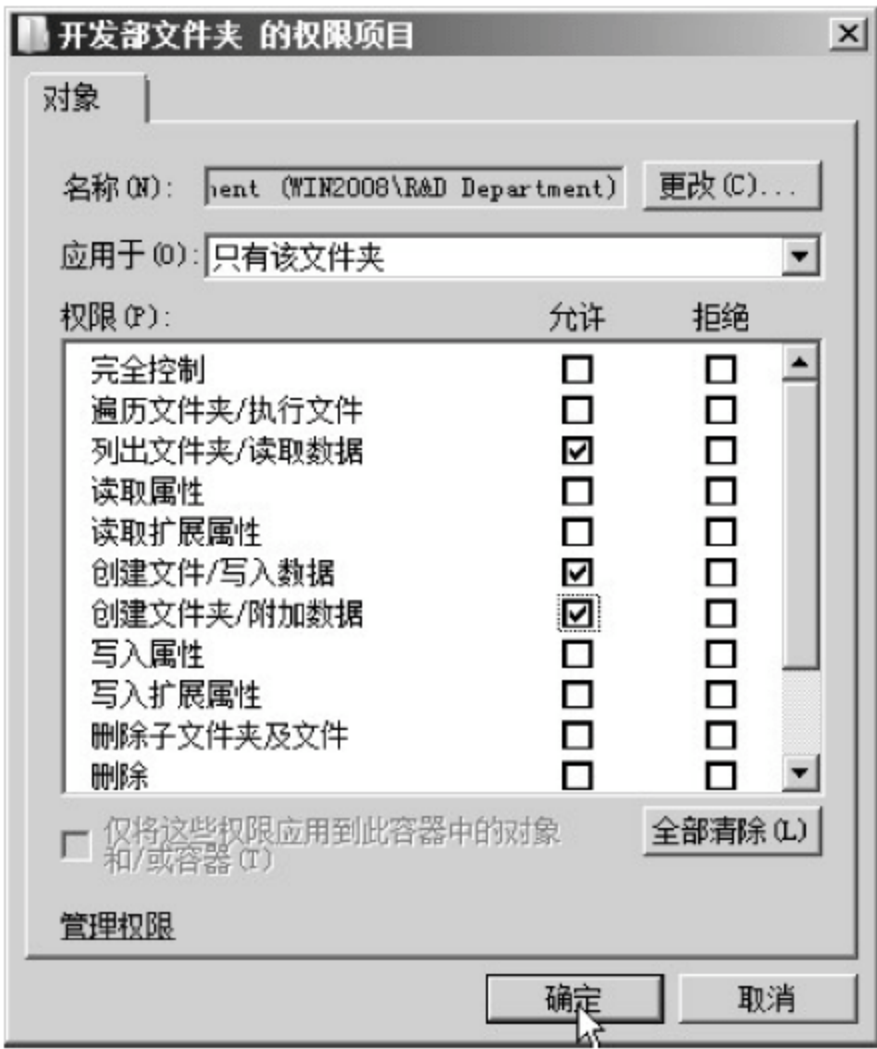 开发部文件夹 的权限项目
对象
名称(N): ment (WIN2008\R&D Department) 更改(C)...
应用于(O): 只有该文件夹
权限(P): 允许 拒绝
完全控制
遍历文件夹/执行文件
列出文件夹/读取数据
读取属性
读取扩展属性
创建文件/写入数据
创建文件夹/附加数据
写入属性
写入扩展属性
删除子文件夹及文件
删除
仅将这些权限应用到此容器中的对象
和/或容器(T)
全部清除(L)
管理权限
确定 取消